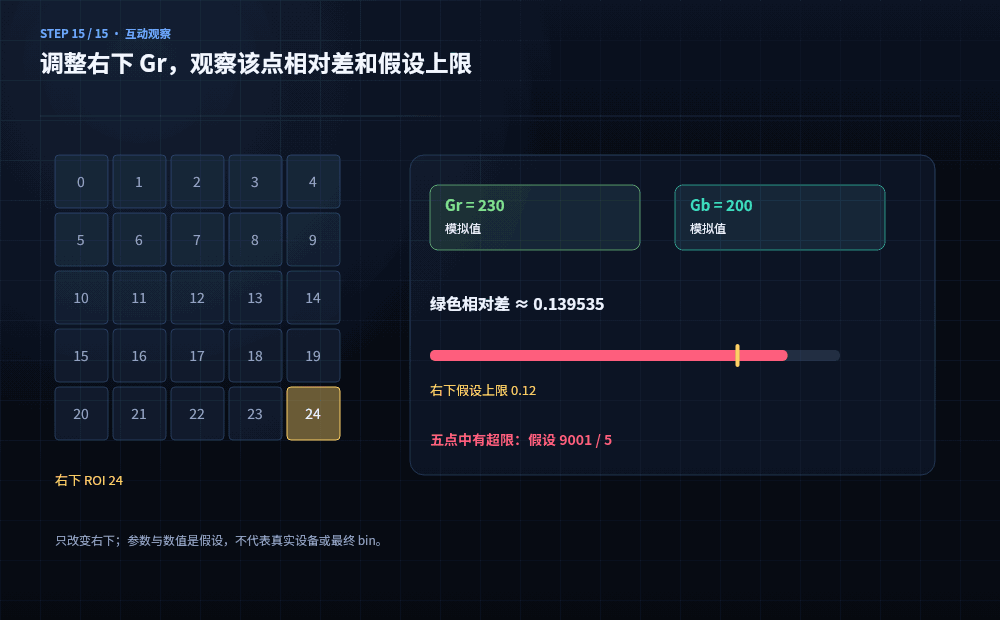 STEP 15 / 15 · 互动观察
调整右下 Gr，观察该点相对差和假设上限
0 1 2 3 4
5 6 7 8 9
10 11 12 13 14
15 16 17 18 19
20 21 22 23 24
右下 ROI 24
只改变右下；参数与数值是假设，不代表真实设备或最终 bin。
Gr = 230
模拟值
Gb = 200
模拟值
绿色相对差 ≈ 0.139535
右下假设上限 0.12
五点中有超限：假设 9001 / 5